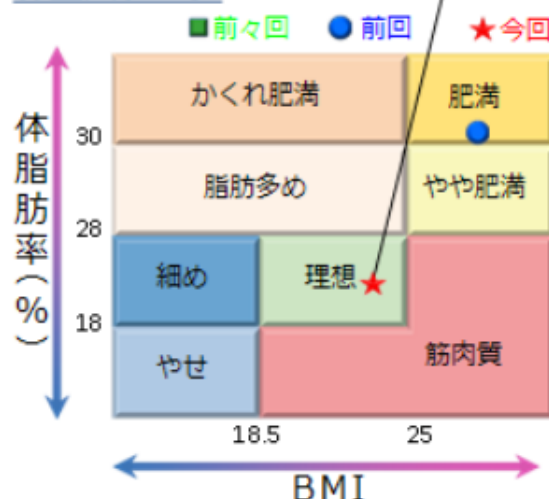 ■前々回 ●前回 ★今回
体脂肪率(%)
かくれ肥満 肥満
30
脂肪多め やや肥満
28
細め 理想
18
やせ 筋肉質
18.5 25
BMI